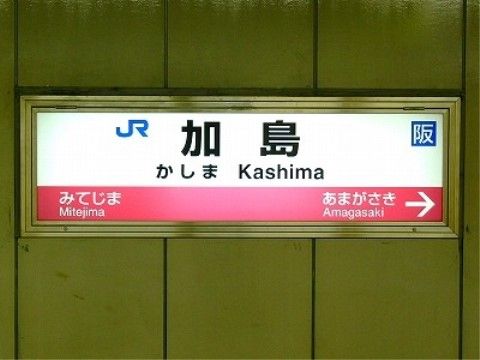 JR 加島 阪
かしま Kashima
みてじま あまがさき →
Mitejima Amagasaki